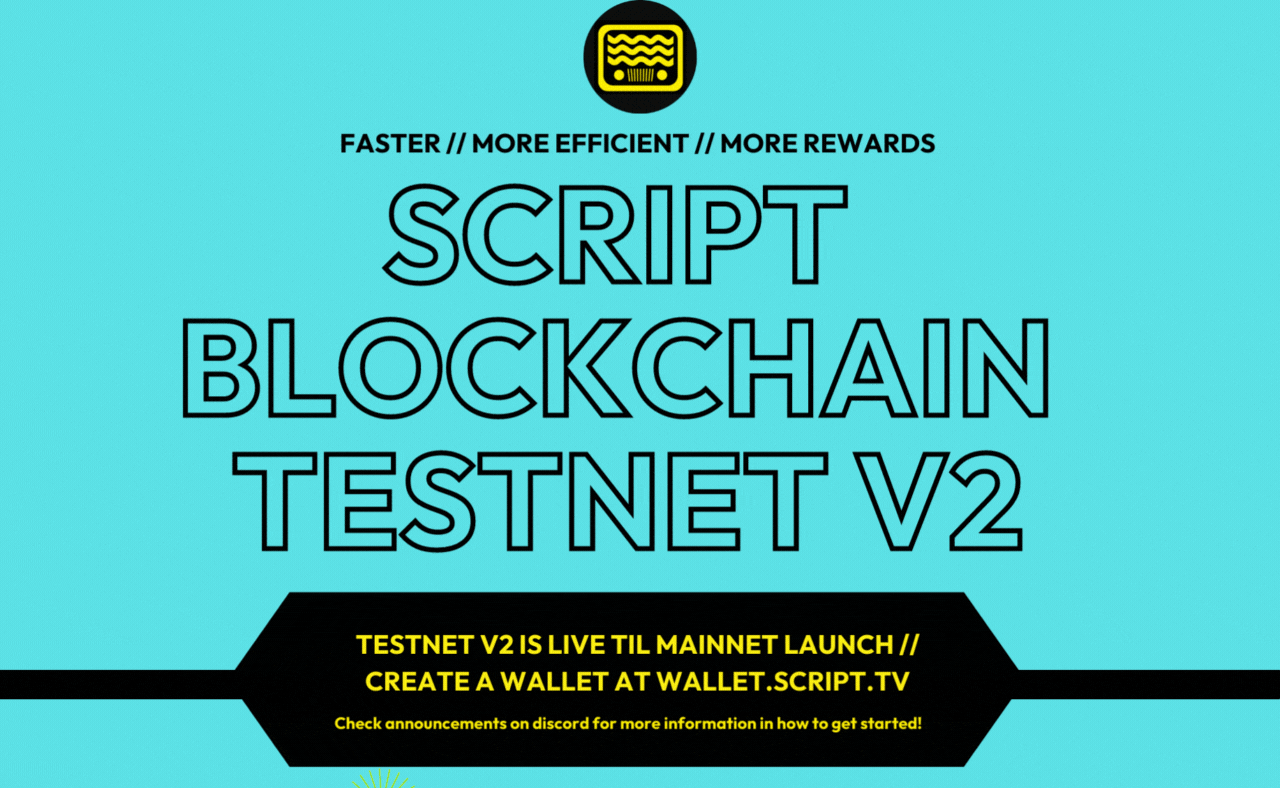 FASTER // MORE EFFICIENT // MORE REWARDS
SCRIPT
BLOCKCHAIN
TESTNET V2
TESTNET V2 IS LIVE TIL MAINNET LAUNCH //
CREATE A WALLET AT WALLET.SCRIPT.TV
Check announcements on discord for more information in how to get started!